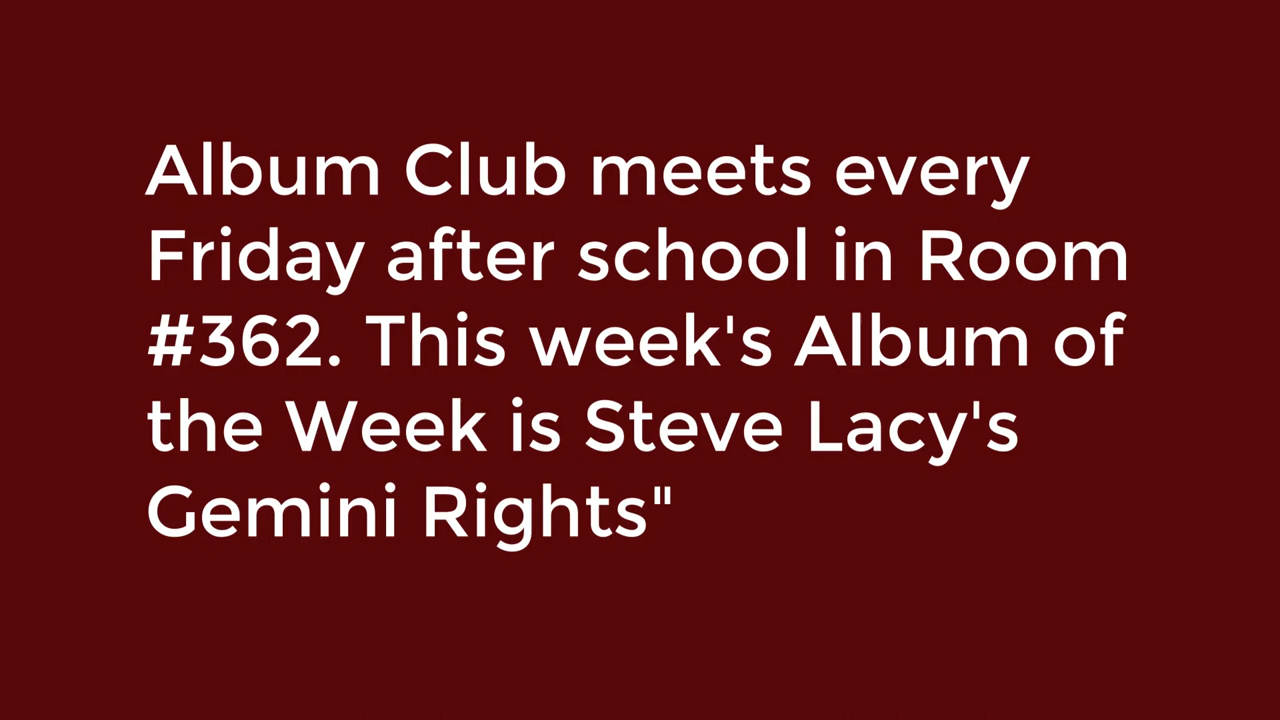 Album Club meets every
Friday after school in Room
#362. This week's Album of
the Week is Steve Lacy's
Gemini Rights"